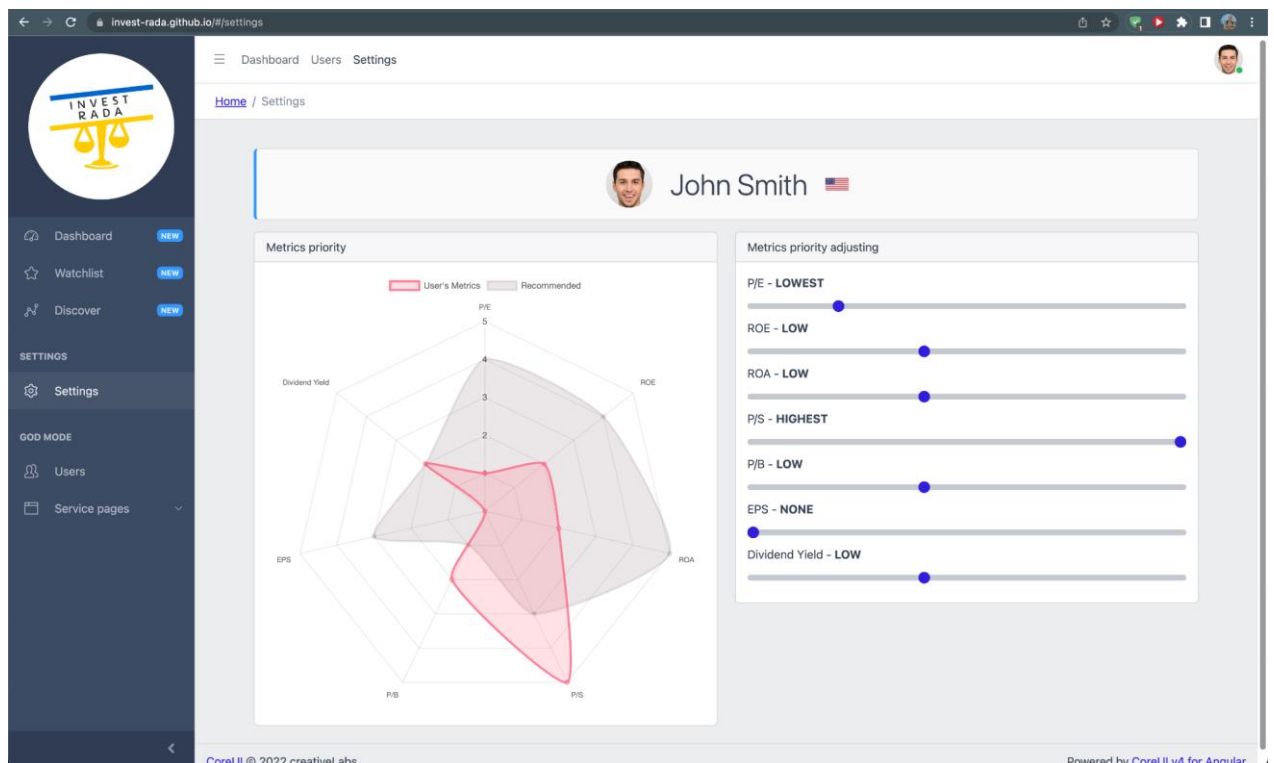 invest-rada.github.io/#/settings
INVEST
RADA
Dashboard Users Settings
Home / Settings
John Smith
Dashboard NEW
Watchlist NEW
Discover NEW
SETTINGS
Settings
GOD MODE
Users
Service pages
Metrics priority
User's Metrics Recommended
P/E
5
4
3
2
1
ROE
ROA
P/S
P/B
EPS
Dividend Yield
Metrics priority adjusting
P/E - LOWEST
ROE - LOW
ROA - LOW
P/S - HIGHEST
P/B - LOW
EPS - NONE
Dividend Yield - LOW
CoreUI © 2022 creativeLabs
Powered by CoreUI v4 for Angular